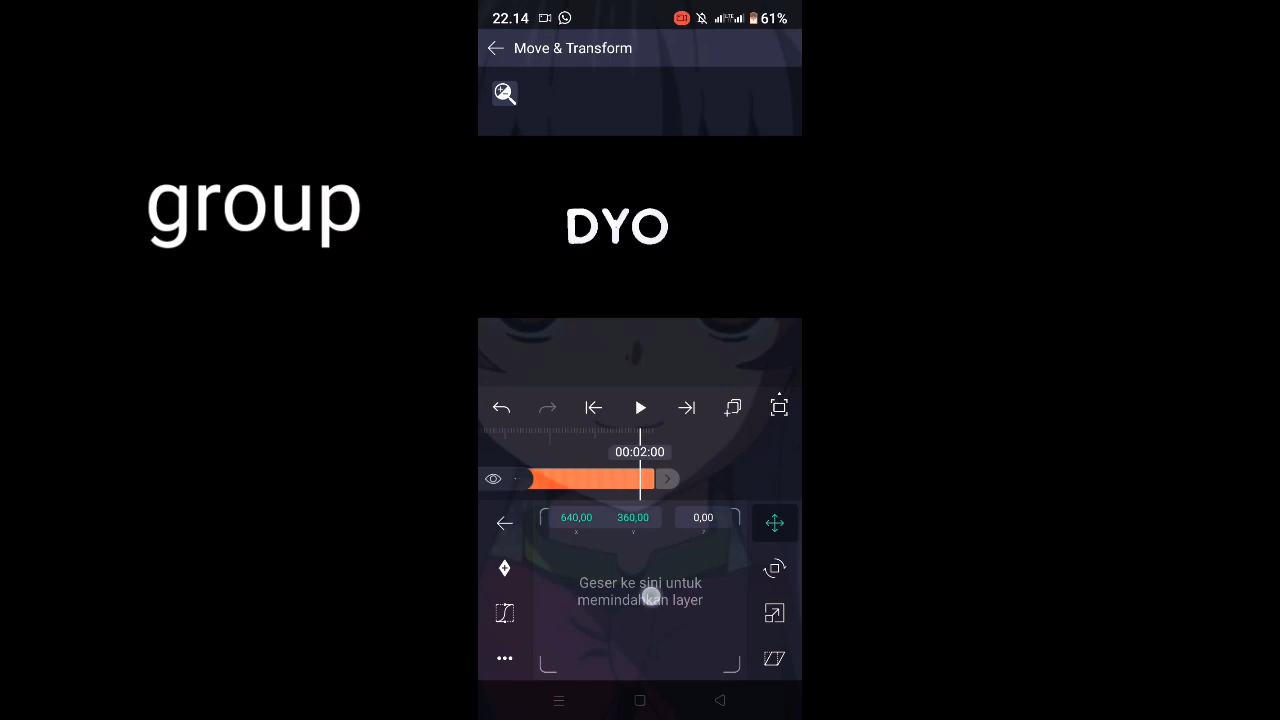 22.14
61%
Move & Transform
group
DYO
00:02:00
640,00 360,00 0,00
X Y Z
Geser ke sini untuk
memindahkan layer